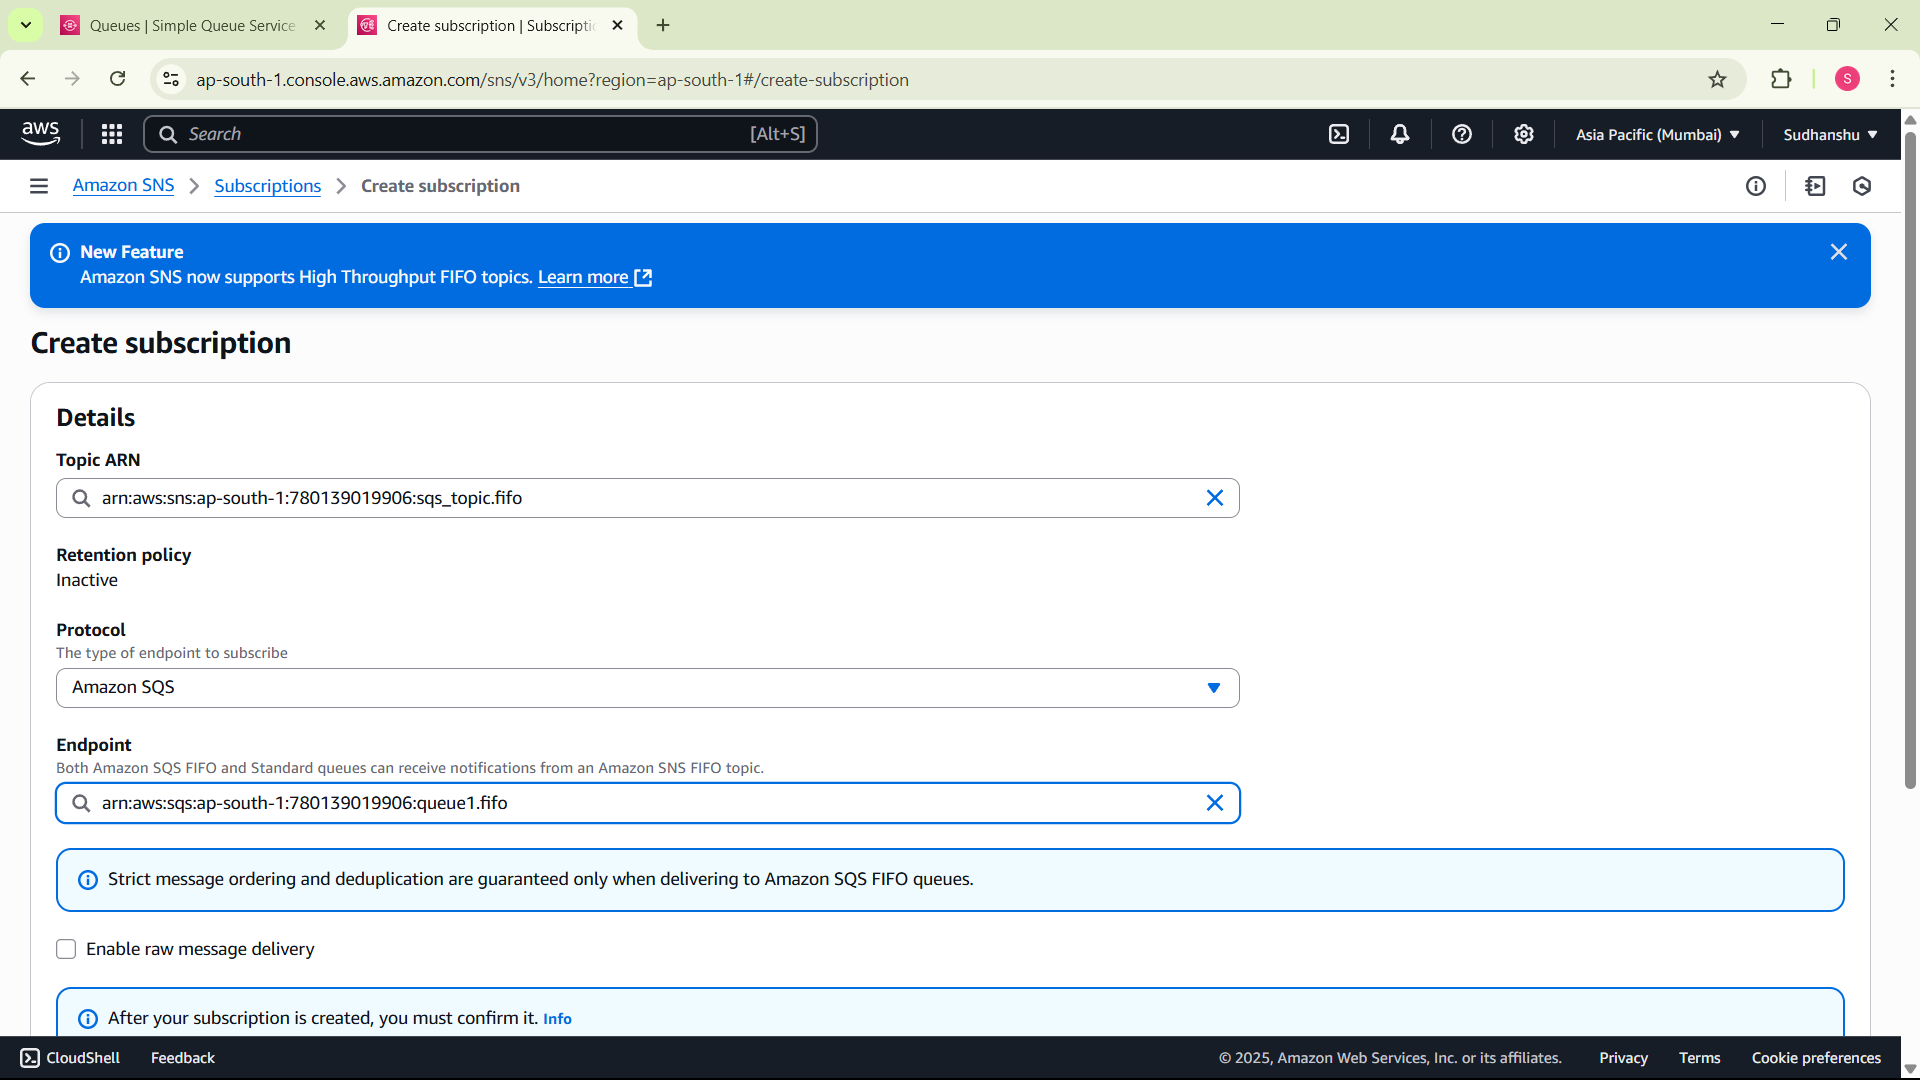 Queues | Simple Queue Service
Create subscription | Subscripti
ap-south-1.console.aws.amazon.com/sns/v3/home?region=ap-south-1#/create-subscription
S
aws
Search
[Alt+S]
Asia Pacific (Mumbai)
Sudhanshu
Amazon SNS
Subscriptions
Create subscription
New Feature
Amazon SNS now supports High Throughput FIFO topics. Learn more
Create subscription
Details
Topic ARN
arn:aws:sns:ap-south-1:780139019906:sqs_topic.fifo
Retention policy
Inactive
Protocol
The type of endpoint to subscribe
Amazon SQS
Endpoint
Both Amazon SQS FIFO and Standard queues can receive notifications from an Amazon SNS FIFO topic.
arn:aws:sqs:ap-south-1:780139019906:queue1.fifo
Strict message ordering and deduplication are guaranteed only when delivering to Amazon SQS FIFO queues.
Enable raw message delivery
After your subscription is created, you must confirm it. Info
CloudShell
Feedback
© 2025, Amazon Web Services, Inc. or its affiliates.
Privacy
Terms
Cookie preferences